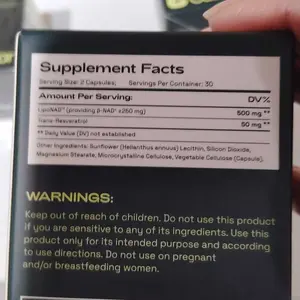 Supplement Facts
Serving Size: 2 Capsules; Servings Per Container: 30
Amount Per Serving: DV%
LipoNAD™ (providing β-NAD⁺ ≥250 mg) 500 mg **
Nano-Resveratrol 50 mg **
** Daily Value (DV) not established
Other Ingredients: Sunflower (Helianthus annuus) Lecithin, Silicon Dioxide,
Magnesium Stearate, Microcrystalline Cellulose, Vegetable Cellulose (Capsule).
WARNINGS:
Keep out of reach of children. Do not use this product
if you are sensitive to any of its ingredients. Use this
product only for its intended purpose and according
to use directions. Do not use on pregnant
and/or breastfeeding women.